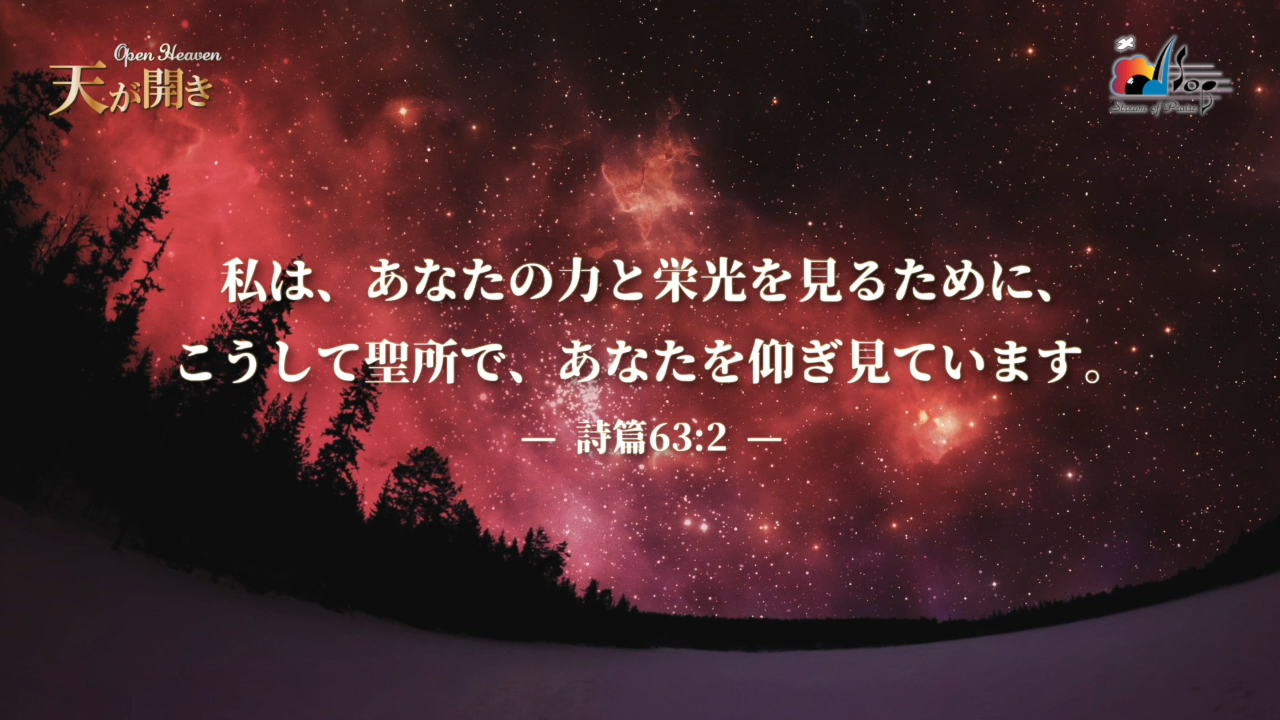 Open Heaven
天が開き
SOP
Stream of Praise
私は、あなたの力と栄光を見るために、
こうして聖所で、あなたを仰ぎ見ています。
— 詩篇63:2 —